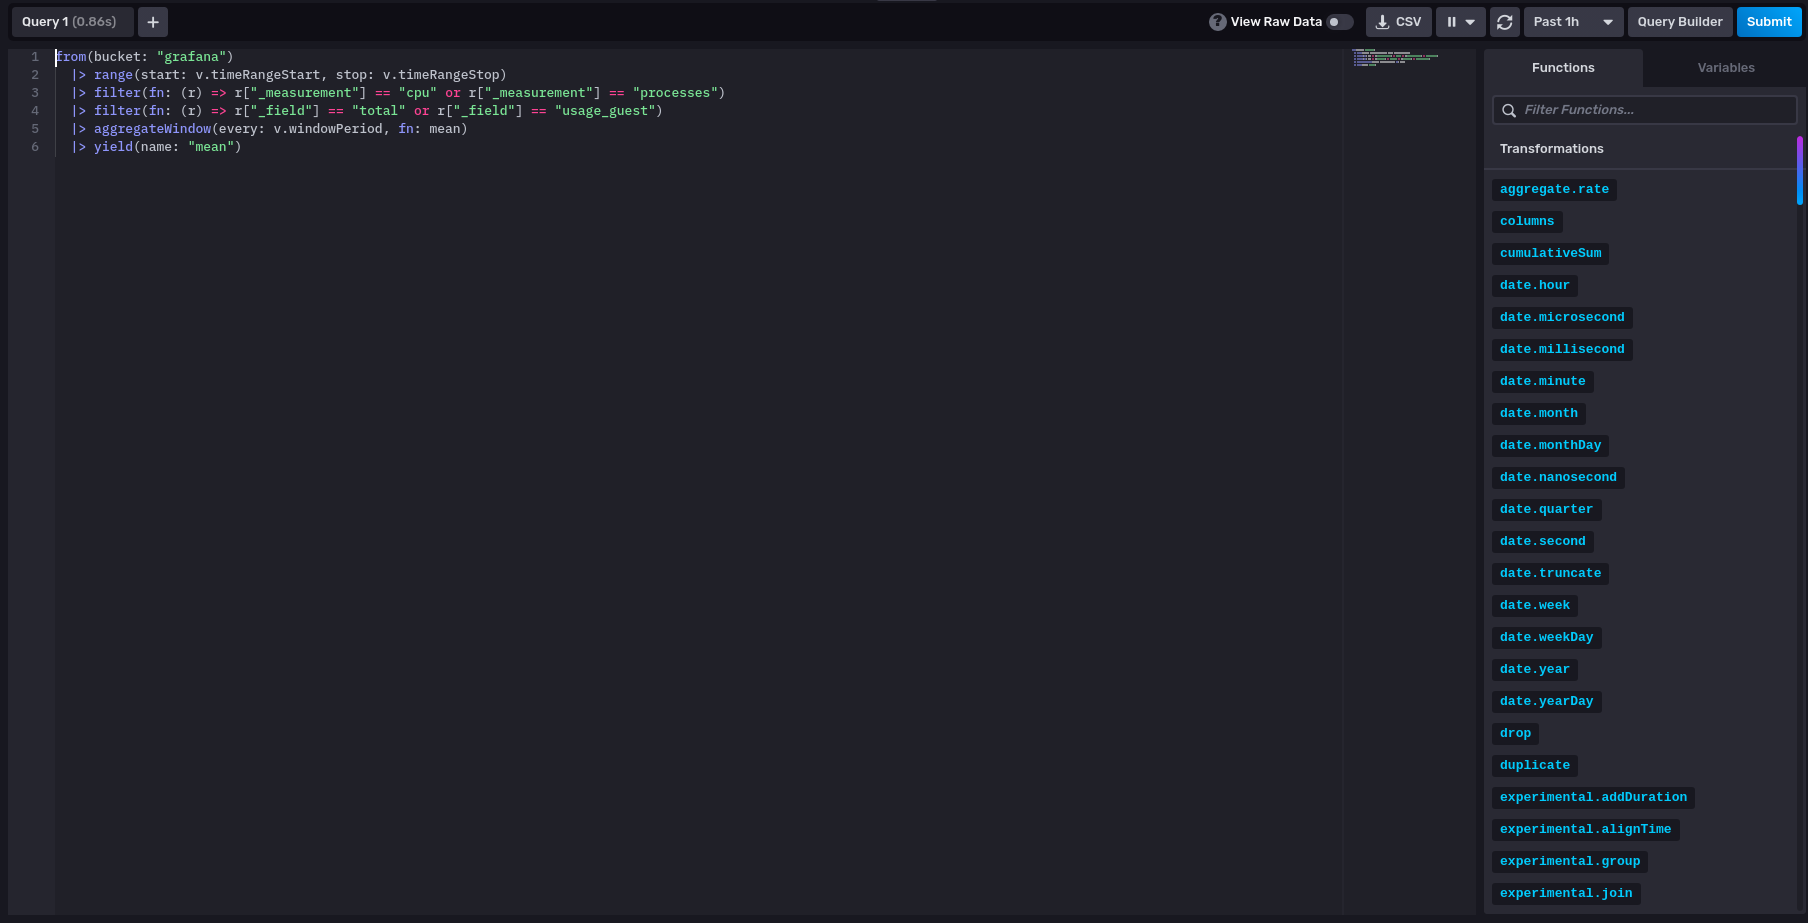 Query 1 (0.86s) +
? View Raw Data CSV Past 1h Query Builder Submit
1 from(bucket: "grafana")
2 |> range(start: v.timeRangeStart, stop: v.timeRangeStop)
3 |> filter(fn: (r) => r["_measurement"] == "cpu" or r["_measurement"] == "processes")
4 |> filter(fn: (r) => r["_field"] == "total" or r["_field"] == "usage_guest")
5 |> aggregateWindow(every: v.windowPeriod, fn: mean)
6 |> yield(name: "mean")
Functions Variables
Filter Functions...
Transformations
aggregate.rate
columns
cumulativeSum
date.hour
date.microsecond
date.millisecond
date.minute
date.month
date.monthDay
date.nanosecond
date.quarter
date.second
date.truncate
date.week
date.weekDay
date.year
date.yearDay
drop
duplicate
experimental.addDuration
experimental.alignTime
experimental.group
experimental.join